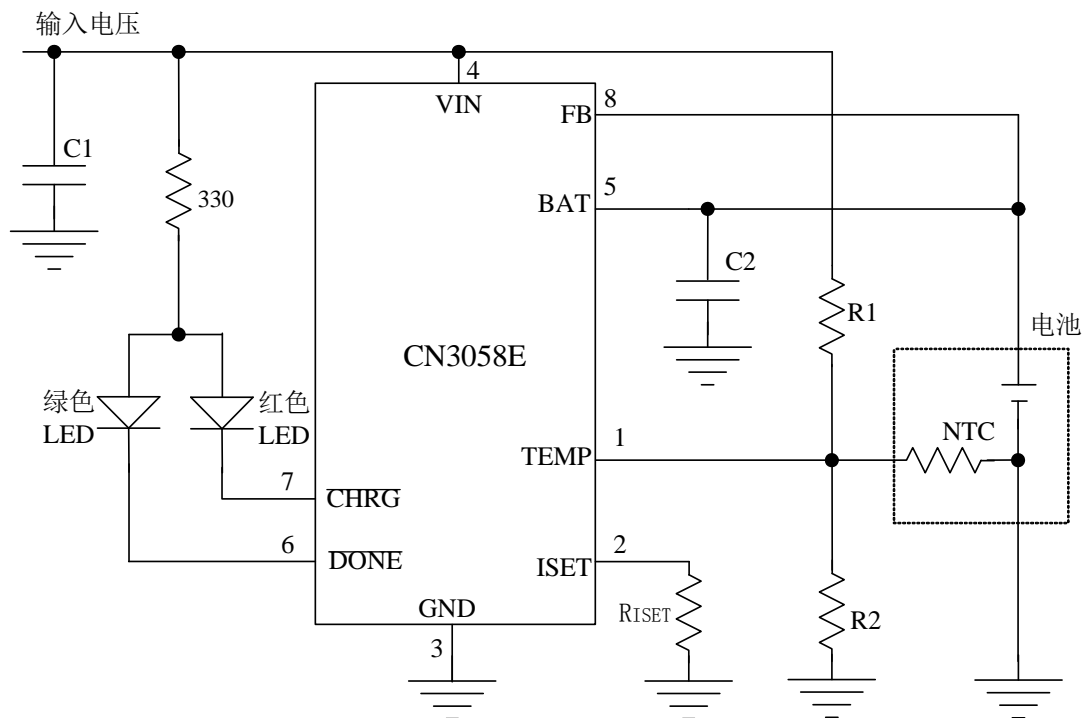 输入电压
4
VIN
8
FB
C1
330
5
BAT
C2
R1
电池
CN3058E
绿色
LED
红色
LED
1
TEMP
NTC
7
CHRG
6
DONE
2
ISET
RISET
R2
GND
3